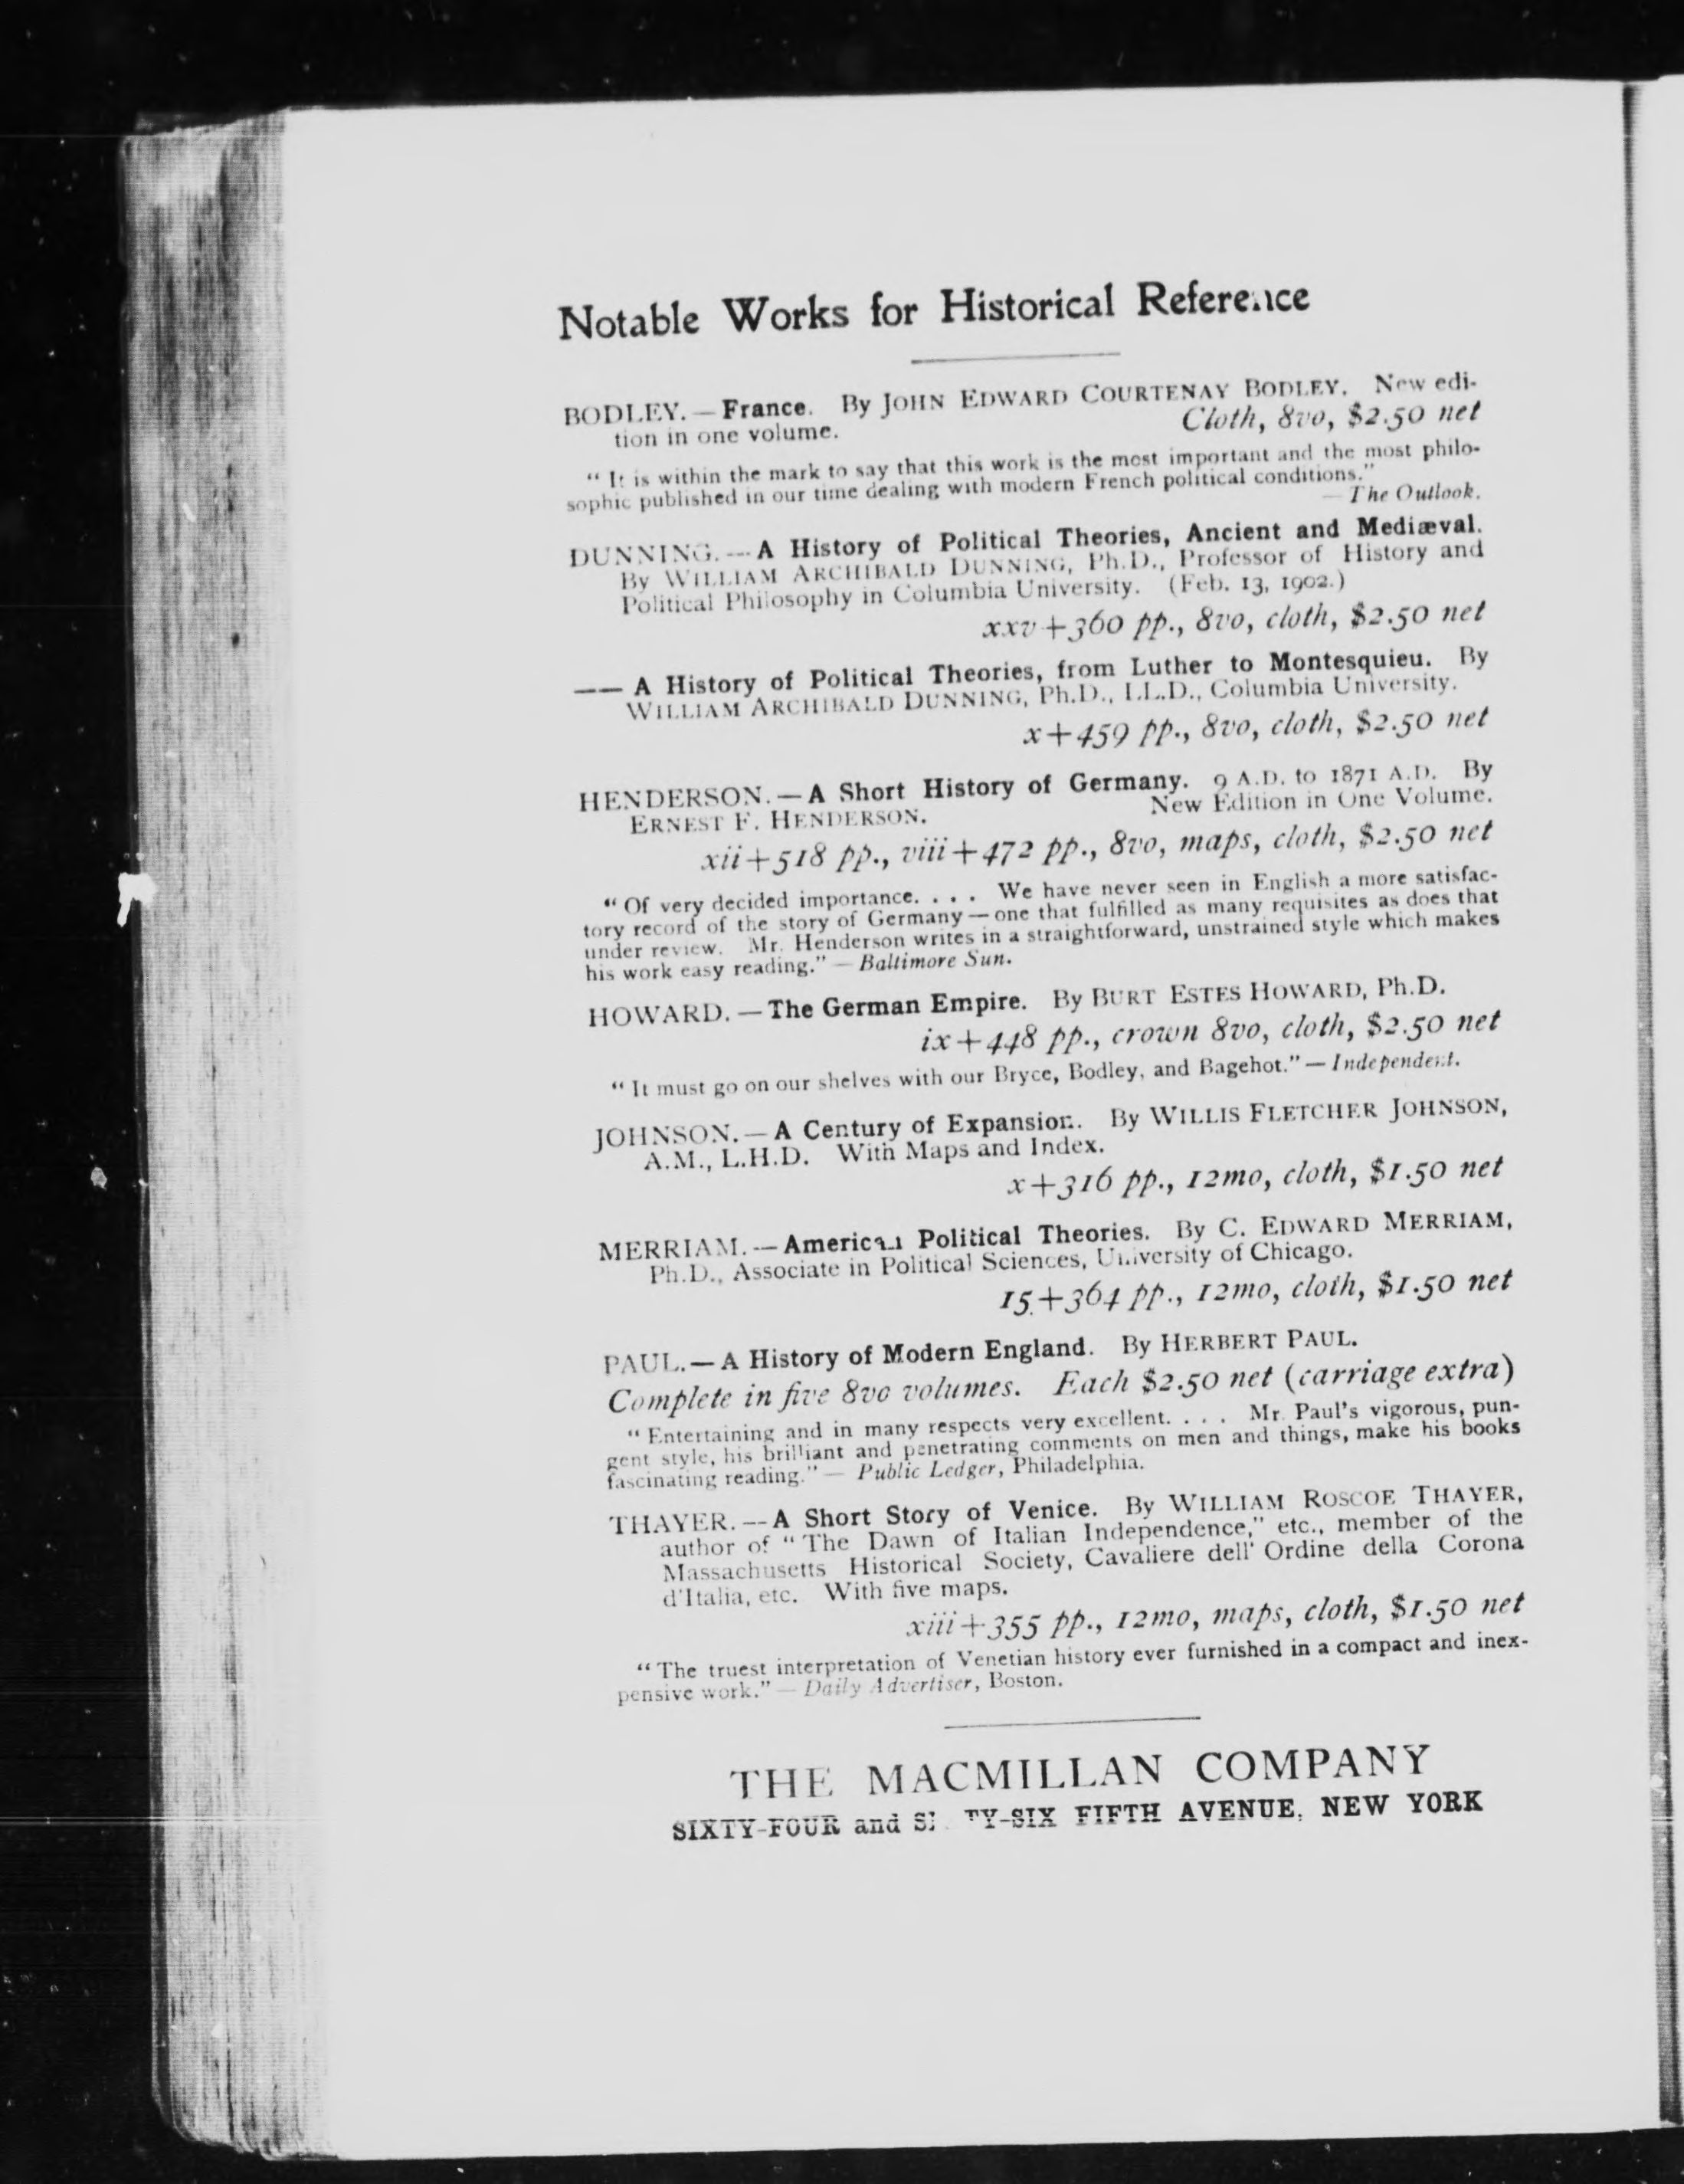 Notable Works for Historical Reference
BODLEY. — France. By JOHN EDWARD COURTENAY BODLEY. New edi-
tion in one volume. Cloth, 8vo, $2.50 net
“ It is within the mark to say that this work is the most important and the most philo-
sophic published in our time dealing with modern French political conditions.”
— The Outlook.
DUNNING. — A History of Political Theories, Ancient and Mediæval.
By WILLIAM ARCHIBALD DUNNING, Ph.D., Professor of History and
Political Philosophy in Columbia University. (Feb. 13, 1902.)
xxv+360 pp., 8vo, cloth, $2.50 net
—— A History of Political Theories, from Luther to Montesquieu. By
WILLIAM ARCHIBALD DUNNING, Ph.D., LL.D., Columbia University.
x+459 pp., 8vo, cloth, $2.50 net
HENDERSON. — A Short History of Germany. 9 A.D. to 1871 A.D. By
ERNEST F. HENDERSON. New Edition in One Volume.
xii+518 pp., viii+472 pp., 8vo, maps, cloth, $2.50 net
“ Of very decided importance. . . . We have never seen in English a more satisfac-
tory record of the story of Germany — one that fulfilled as many requisites as does that
under review. Mr. Henderson writes in a straightforward, unstrained style which makes
his work easy reading.” — Baltimore Sun.
HOWARD. — The German Empire. By BURT ESTES HOWARD, Ph.D.
ix+448 pp., crown 8vo, cloth, $2.50 net
“ It must go on our shelves with our Bryce, Bodley, and Bagehot.” — Independent.
JOHNSON. — A Century of Expansion. By WILLIS FLETCHER JOHNSON,
A.M., L.H.D. With Maps and Index.
x+316 pp., 12mo, cloth, $1.50 net
MERRIAM. — American Political Theories. By C. EDWARD MERRIAM,
Ph.D., Associate in Political Sciences, University of Chicago.
15+364 pp., 12mo, cloth, $1.50 net
PAUL. — A History of Modern England. By HERBERT PAUL.
Complete in five 8vo volumes. Each $2.50 net (carriage extra)
“ Entertaining and in many respects very excellent. . . . Mr. Paul's vigorous, pun-
gent style, his brilliant and penetrating comments on men and things, make his books
fascinating reading.” — Public Ledger, Philadelphia.
THAYER. — A Short Story of Venice. By WILLIAM ROSCOE THAYER,
author of “ The Dawn of Italian Independence,” etc., member of the
Massachusetts Historical Society, Cavaliere dell' Ordine della Corona
d'Italia, etc. With five maps.
xiii+355 pp., 12mo, maps, cloth, $1.50 net
“ The truest interpretation of Venetian history ever furnished in a compact and inex-
pensive work.” — Daily Advertiser, Boston.
THE MACMILLAN COMPANY
SIXTY-FOUR and SIXTY-SIX FIFTH AVENUE, NEW YORK